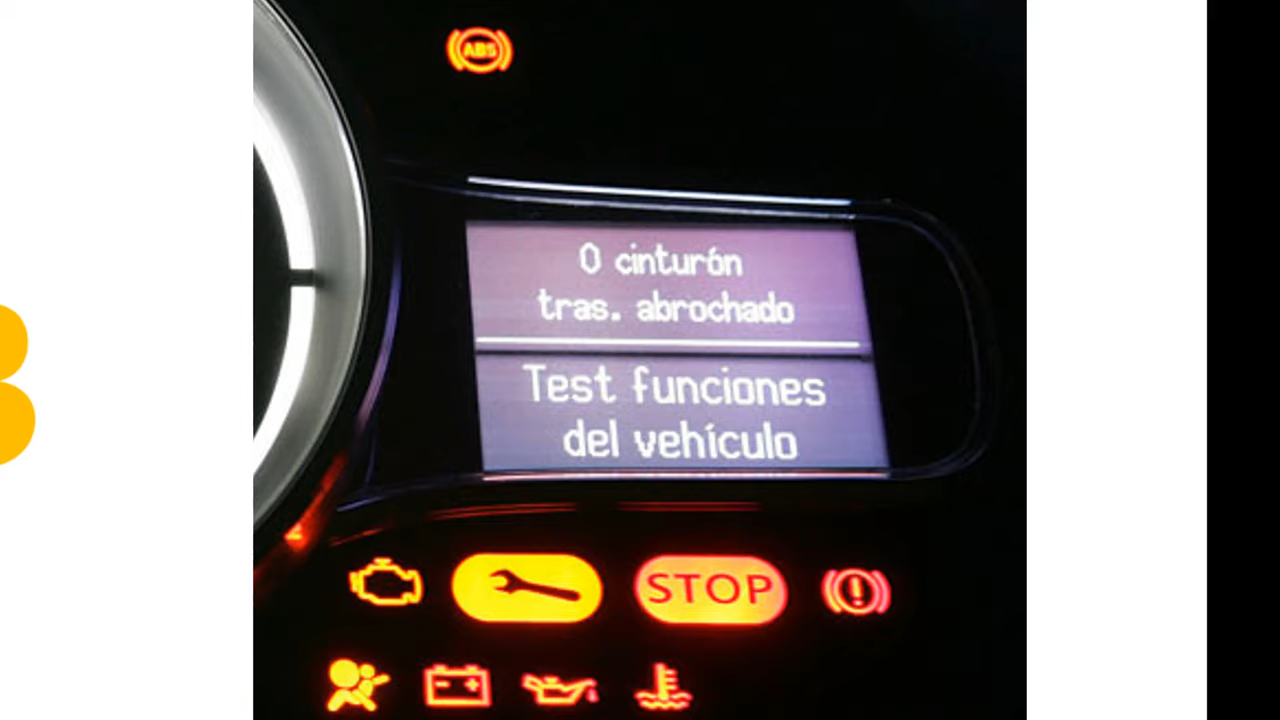 ABS
0 cinturón
tras. abrochado
Test funciones
del vehículo
STOP